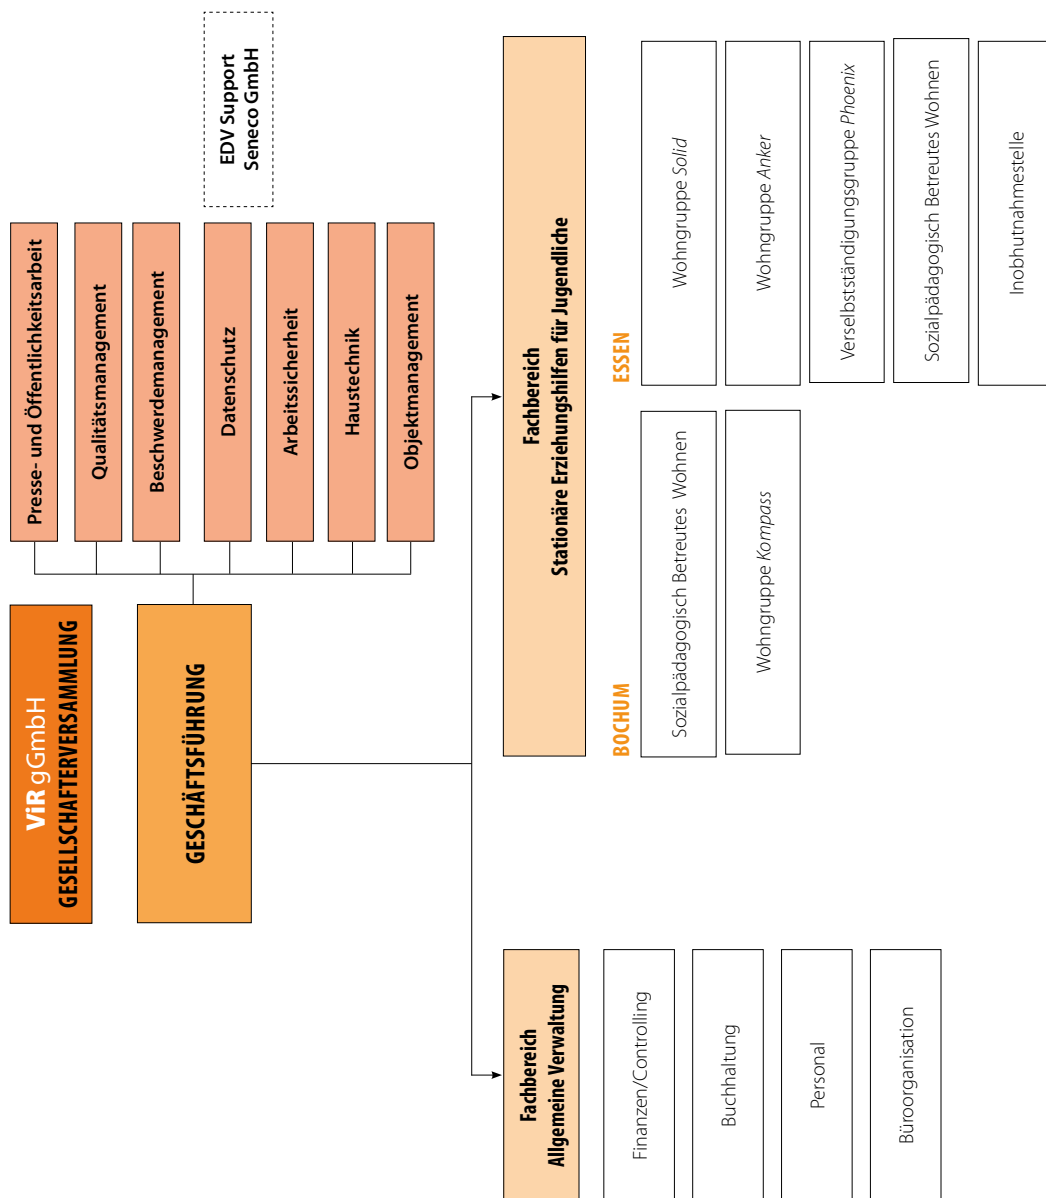 ViR gGmbH
GESELLSCHAFTERVERSAMMLUNG
GESCHÄFTSFÜHRUNG
Presse- und Öffentlichkeitsarbeit
Qualitätsmanagement
Beschwerdemanagement
Datenschutz
Arbeitssicherheit
Haustechnik
Objektmanagement
EDV Support
Seneco GmbH
Fachbereich
Allgemeine Verwaltung
Finanzen/Controlling
Buchhaltung
Personal
Büroorganisation
Fachbereich
Stationäre Erziehungshilfen für Jugendliche
BOCHUM
Sozialpädagogisch Betreutes Wohnen
Wohngruppe Kompass
ESSEN
Wohngruppe Solid
Wohngruppe Anker
Verselbstständigungsgruppe Phoenix
Sozialpädagogisch Betreutes Wohnen
Inobhutnahmestelle